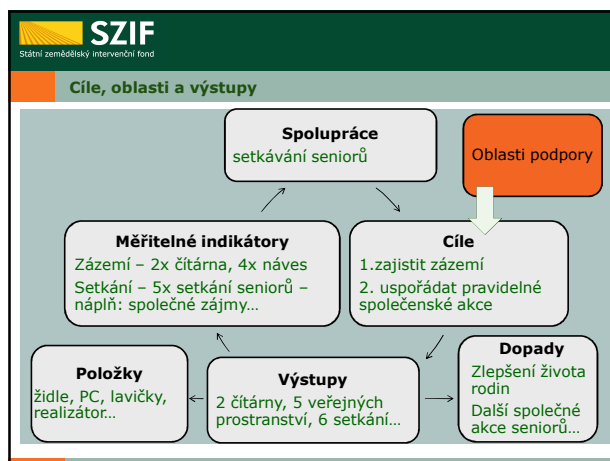 SZIF
Státní zemědělský intervenční fond
Cíle, oblasti a výstupy
Spolupráce
setkávání seniorů
Oblasti podpory
Měřitelné indikátory
Zázemí – 2x čítárna, 4x náves
Setkání – 5x setkání seniorů –
náplň: společné zájmy…
Cíle
1.zajistit zázemí
2. uspořádat pravidelné
společenské akce
Položky
židle, PC, lavičky,
realizátor…
Výstupy
2 čítárny, 5 veřejných
prostranství, 6 setkání…
Dopady
Zlepšení života
rodin
Další společné
akce seniorů…